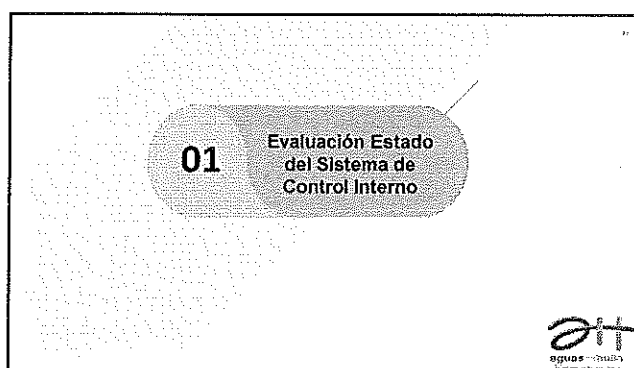 01
Evaluación Estado
del Sistema de
Control Interno
aguas